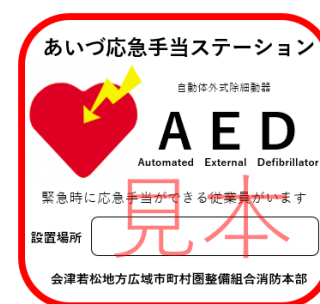 あいづ応急手当ステーション
自動体外式除細動器
AED
Automated External Defibrillator
緊急時に応急手当ができる従業員がいます
見本
設置場所
会津若松地方広域市町村圏整備組合消防本部